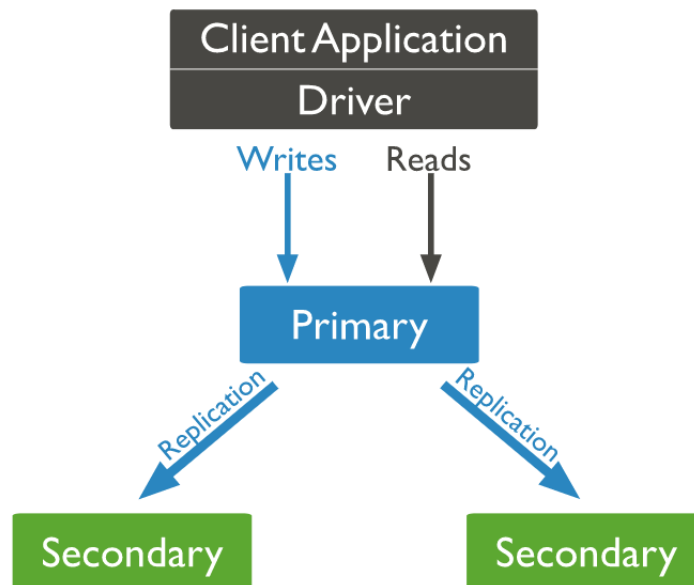 Client Application
Driver
Writes
Reads
Primary
Replication
Replication
Secondary
Secondary